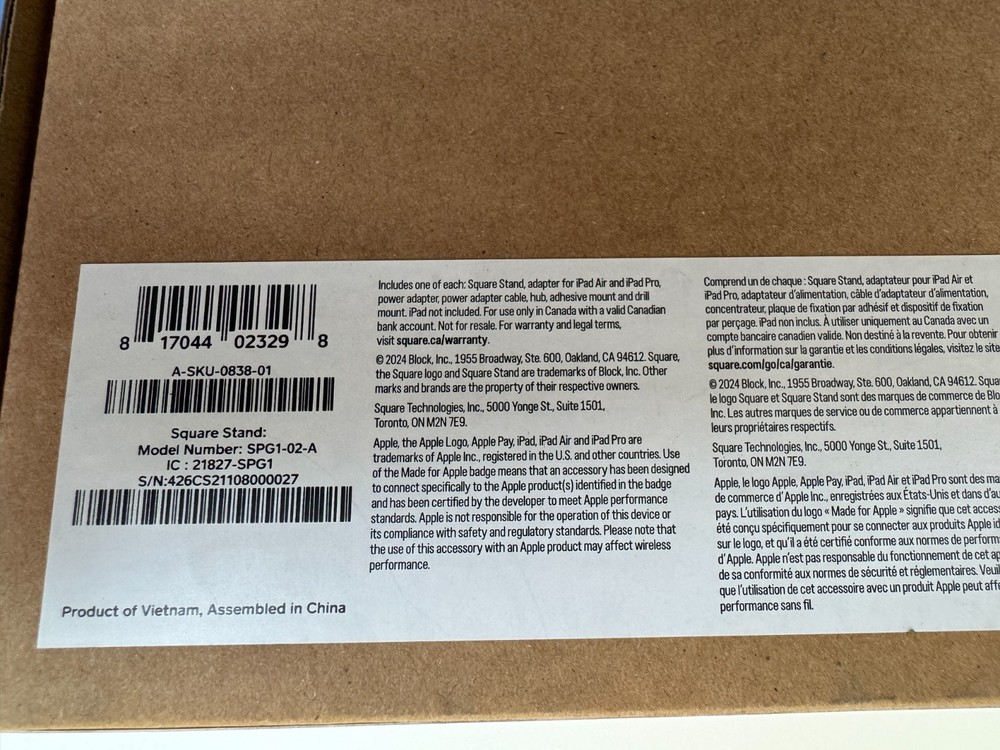 8 17044 02329 8
A-SKU-0838-01
Square Stand:
Model Number: SPG1-02-A
IC : 21827-SPG1
S/N:426CS21108000027
Product of Vietnam, Assembled in China
Includes one of each: Square Stand, adapter for iPad Air and iPad Pro,
power adapter, power adapter cable, hub, adhesive mount and drill
mount. iPad not included. For use only in Canada with a valid Canadian
bank account. Not for resale. For warranty and legal terms,
visit square.ca/warranty.
© 2024 Block, Inc., 1955 Broadway, Ste. 600, Oakland, CA 94612. Square,
the Square logo and Square Stand are trademarks of Block, Inc. Other
marks and brands are the property of their respective owners.
Square Technologies, Inc., 5000 Yonge St., Suite 1501,
Toronto, ON M2N 7E9.
Apple, the Apple Logo, Apple Pay, iPad, iPad Air and iPad Pro are
trademarks of Apple Inc., registered in the U.S. and other countries. Use
of the Made for Apple badge means that an accessory has been designed
to connect specifically to the Apple product(s) identified in the badge
and has been certified by the developer to meet Apple performance
standards. Apple is not responsible for the operation of this device or
its compliance with safety and regulatory standards. Please note that
the use of this accessory with an Apple product may affect wireless
performance.
Comprend un de chaque : Square Stand, adaptateur pour iPad Air et
iPad Pro, adaptateur d'alimentation, câble d'adaptateur d'alimentation,
concentrateur, plaque de fixation par adhésif et dispositif de fixation
par perçage. iPad non inclus. À utiliser uniquement au Canada avec un
compte bancaire canadien valide. Non destiné à la revente. Pour obtenir
plus d'information sur la garantie et les conditions légales, visitez le site
square.com/go/ca/garantie.
© 2024 Block, Inc., 1955 Broadway, Ste. 600, Oakland, CA 94612. Squar
le logo Square et Square Stand sont des marques de commerce de Blo
Inc. Les autres marques de service ou de commerce appartiennent à
leurs propriétaires respectifs.
Square Technologies, Inc., 5000 Yonge St., Suite 1501,
Toronto, ON M2N 7E9.
Apple, le logo Apple, Apple Pay, iPad, iPad Air et iPad Pro sont des ma
de commerce d'Apple Inc., enregistrées aux États-Unis et dans d'au
pays. L'utilisation du logo « Made for Apple » signifie que cet acces
été conçu spécifiquement pour se connecter aux produits Apple id
sur le logo, et qu'il a été certifié conforme aux normes de perform
d'Apple. Apple n'est pas responsable du fonctionnement de cet ap
de sa conformité aux normes de sécurité et réglementaires. Veuil
que l'utilisation de cet accessoire avec un produit Apple peut affe
performance sans fil.